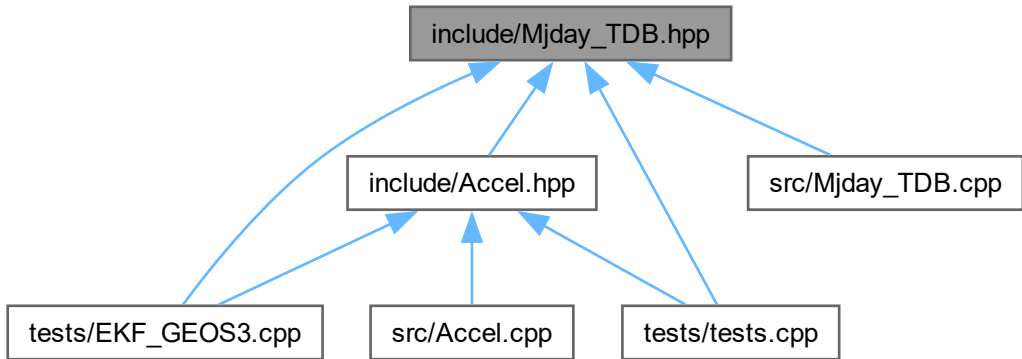 include/Mjday_TDB.hpp
include/Accel.hpp
src/Mjday_TDB.cpp
tests/EKF_GEOS3.cpp
src/Accel.cpp
tests/tests.cpp